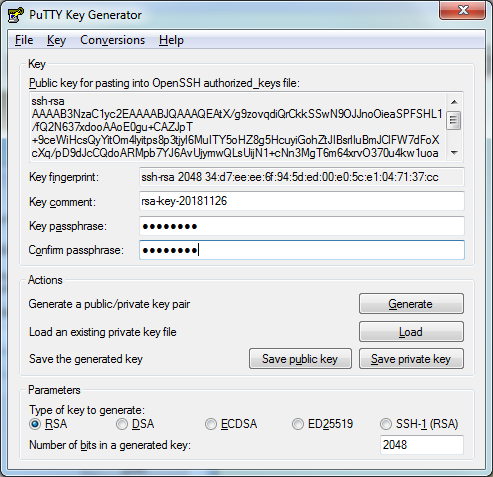 PuTTY Key Generator
File Key Conversions Help
Key
Public key for pasting into OpenSSH authorized_keys file:
ssh-rsa
AAAAB3NzaC1yc2EAAAABJQAAAQEAtX/g9zovqdiQrCkkSSwN9OJJnoOieaSPFSHL1
/fQ2N637xdooAAoE0gu+CAZJpT
+9ceWiHcsQyYitOm4lyitps8p3tjyI6MulTY5oHZ8g5HcuyiGohZtJIBsrIIuBmJCIFW7dFoX
cXq/pD9dJcCQdoARMpb7YJ6AvUjymwQLsUijN1+cNn3MgT6m64xrvO370u4kw1uoa
Key fingerprint: ssh-rsa 2048 34:d7:ee:ee:6f:94:5d:ed:00:e0:5c:e1:04:71:37:cc
Key comment: rsa-key-20181126
Key passphrase: ●●●●●●●●
Confirm passphrase: ●●●●●●●●
Actions
Generate a public/private key pair Generate
Load an existing private key file Load
Save the generated key Save public key Save private key
Parameters
Type of key to generate:
RSA DSA ECDSA ED25519 SSH-1 (RSA)
Number of bits in a generated key: 2048